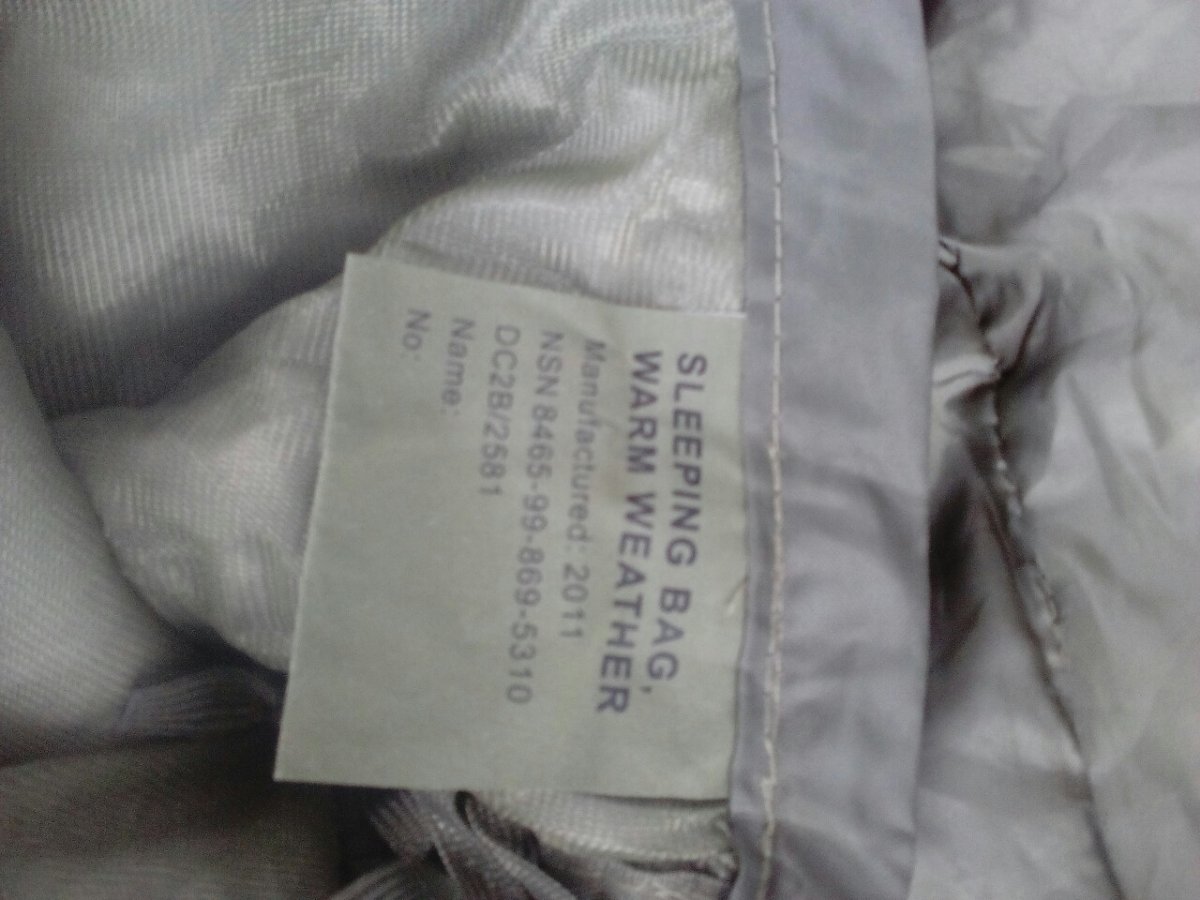 SLEEPING BAG,
WARM WEATHER
Manufactured: 2011
NSN 8465-99-869-5310
DC2B/2581
Name:
No: